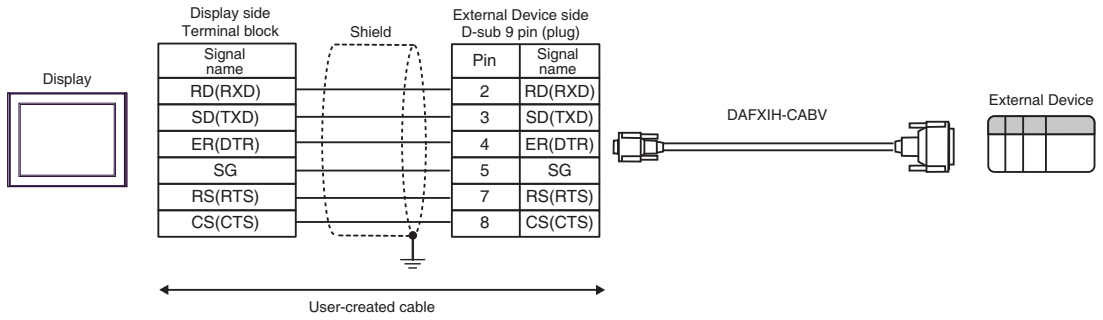 Display side
Terminal block
Shield
External Device side
D-sub 9 pin (plug)
Signal
name
Pin
Signal
name
Display
RD(RXD)
2
RD(RXD)
SD(TXD)
3
SD(TXD)
DAFXIH-CABV
External Device
ER(DTR)
4
ER(DTR)
SG
5
SG
RS(RTS)
7
RS(RTS)
CS(CTS)
8
CS(CTS)
User-created cable